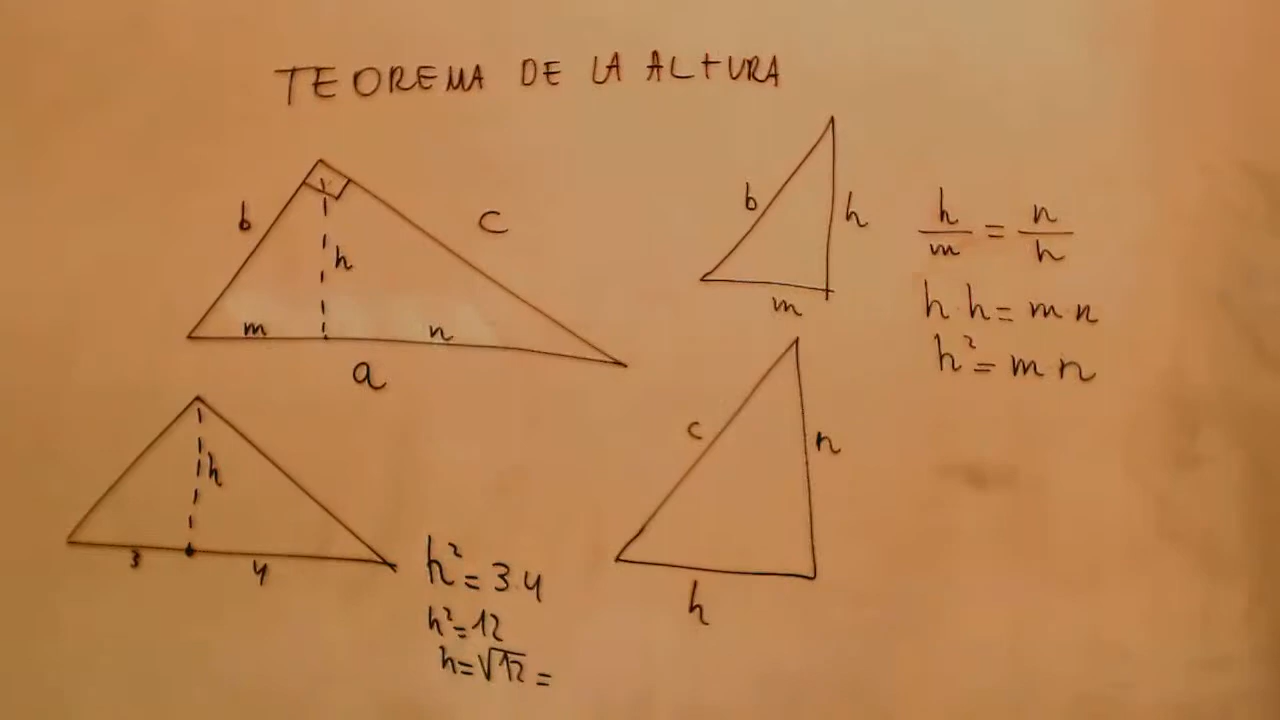 TEOREMA DE LA ALTURA
b
c
h
m
n
a
b
h
m
h/m = n/h
h h = m n
h² = m n
h
3
4
h² = 3.4
h² = 12
h = √12 =
c
n
h